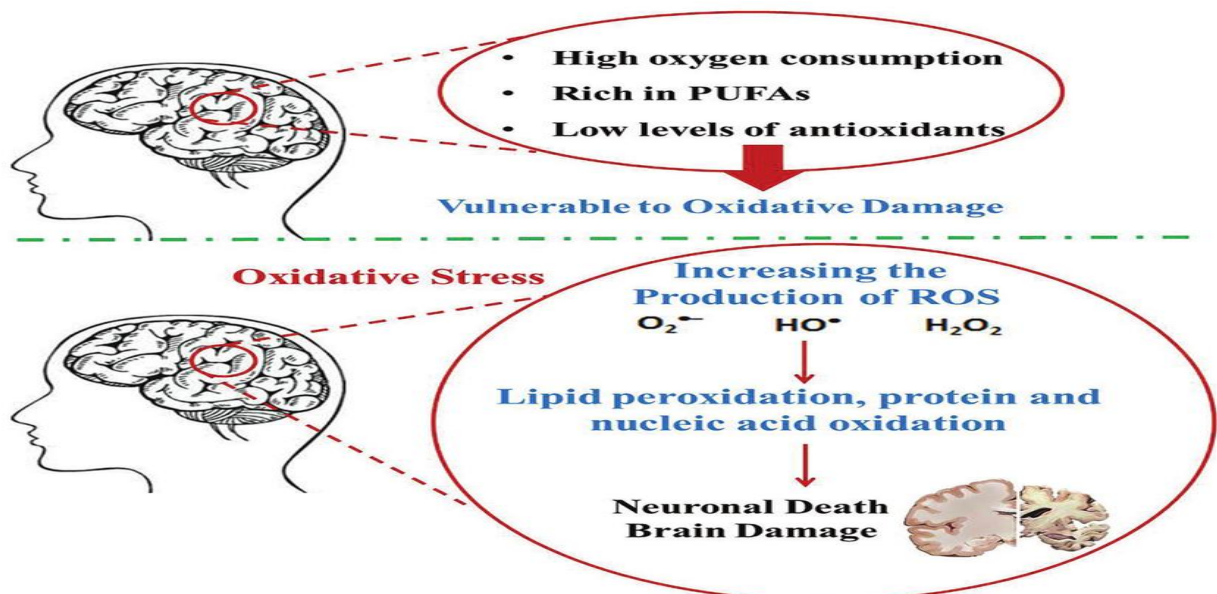 • High oxygen consumption
• Rich in PUFAs
• Low levels of antioxidants
Vulnerable to Oxidative Damage
Oxidative Stress
Increasing the
Production of ROS
O₂•− HO• H₂O₂
Lipid peroxidation, protein and
nucleic acid oxidation
Neuronal Death
Brain Damage